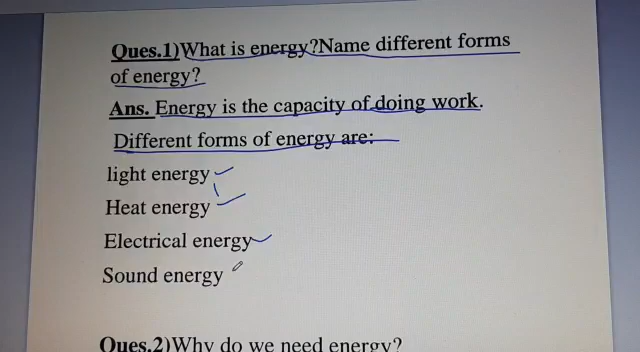 Ques.1)What is energy?Name different forms
of energy?
Ans. Energy is the capacity of doing work.
Different forms of energy are:
light energy
Heat energy
Electrical energy
Sound energy
Ques.2)Why do we need energy?